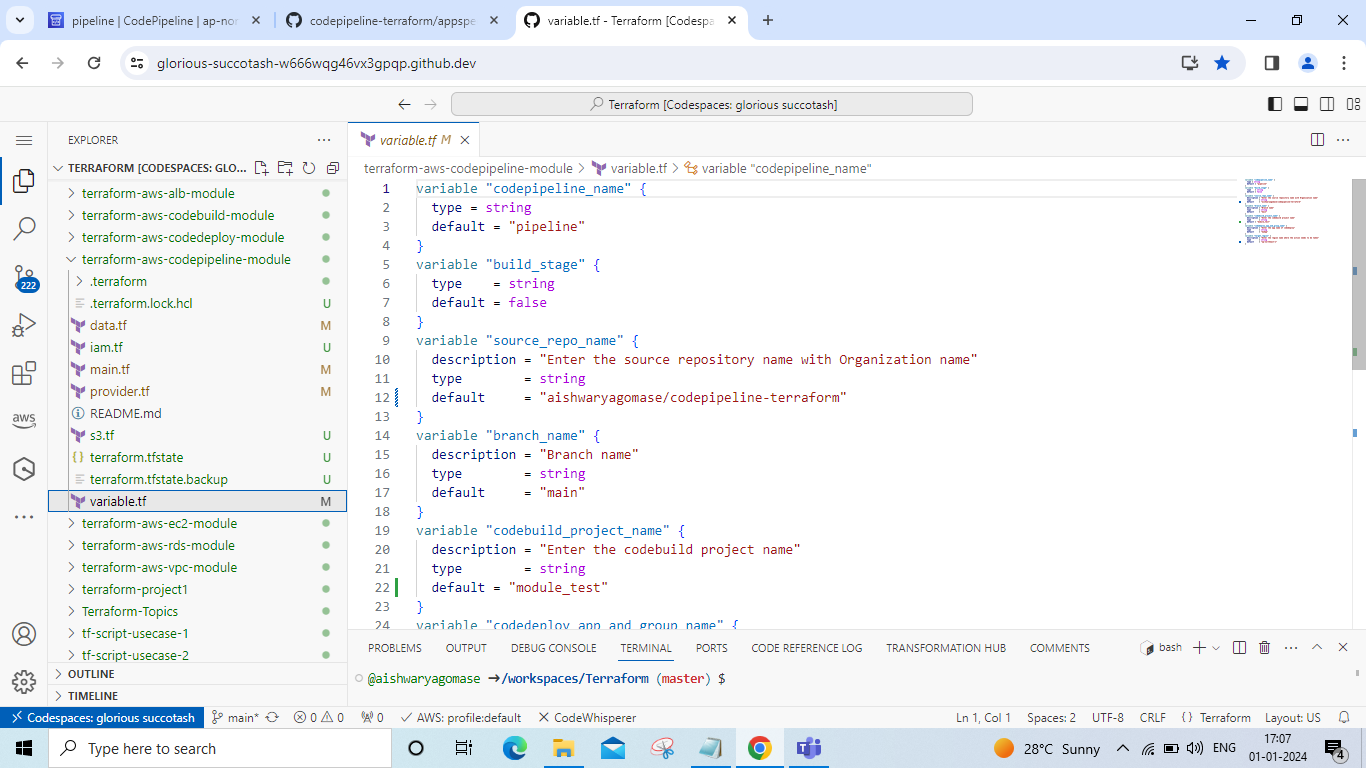 pipeline | CodePipeline | ap-nor
codepipeline-terraform/appspe
variable.tf - Terraform [Codespa
glorious-succotash-w666wqg46vx3gpqp.github.dev
Terraform [Codespaces: glorious succotash]
EXPLORER
TERRAFORM [CODESPACES: GLO...
terraform-aws-alb-module
terraform-aws-codebuild-module
terraform-aws-codedeploy-module
terraform-aws-codepipeline-module
.terraform
.terraform.lock.hcl U
data.tf M
iam.tf U
main.tf M
provider.tf M
README.md
s3.tf U
terraform.tfstate U
terraform.tfstate.backup U
variable.tf M
terraform-aws-ec2-module
terraform-aws-rds-module
terraform-aws-vpc-module
terraform-project1
Terraform-Topics
tf-script-usecase-1
tf-script-usecase-2
OUTLINE
TIMELINE
222
aws
variable.tf M
terraform-aws-codepipeline-module > variable.tf > variable "codepipeline_name"
1 variable "codepipeline_name" {
2 type = string
3 default = "pipeline"
4 }
5 variable "build_stage" {
6 type    = string
7 default = false
8 }
9 variable "source_repo_name" {
10 description = "Enter the source repository name with Organization name"
11 type        = string
12 default     = "aishwaryagomase/codepipeline-terraform"
13 }
14 variable "branch_name" {
15 description = "Branch name"
16 type        = string
17 default     = "main"
18 }
19 variable "codebuild_project_name" {
20 description = "Enter the codebuild project name"
21 type        = string
22 default = "module_test"
23 }
24 variable "codedeploy_app_and_group_name" {
PROBLEMS OUTPUT DEBUG CONSOLE TERMINAL PORTS CODE REFERENCE LOG TRANSFORMATION HUB COMMENTS
bash
@aishwaryagomase →/workspaces/Terraform (master) $
Codespaces: glorious succotash main* 0 0 0 AWS: profile:default CodeWhisperer
Ln 1, Col 1 Spaces: 2 UTF-8 CRLF {} Terraform Layout: US
Type here to search
28°C Sunny
ENG
17:07
01-01-2024
4